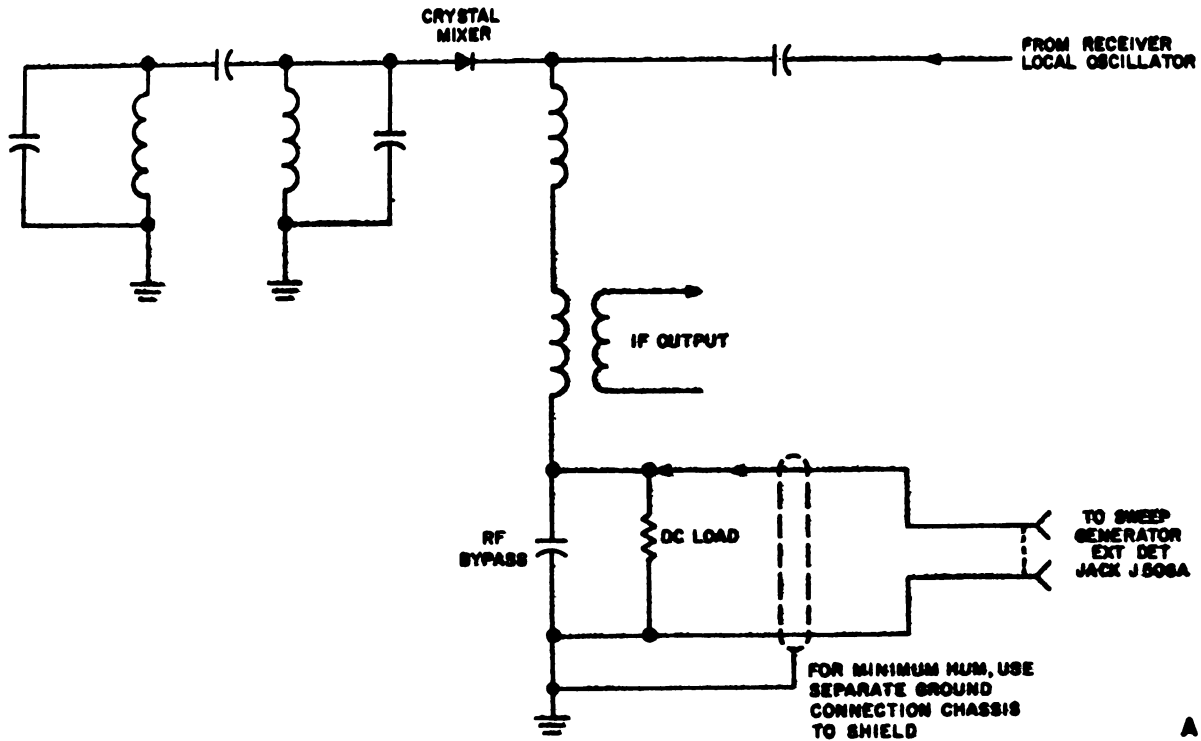 CRYSTAL
MIXER
FROM RECEIVER
LOCAL OSCILLATOR
IF OUTPUT
RF
BYPASS
DC LOAD
TO SWEEP
GENERATOR
EXT DET
JACK J508A
FOR MINIMUM HUM, USE
SEPARATE GROUND
CONNECTION CHASSIS
TO SHIELD
A